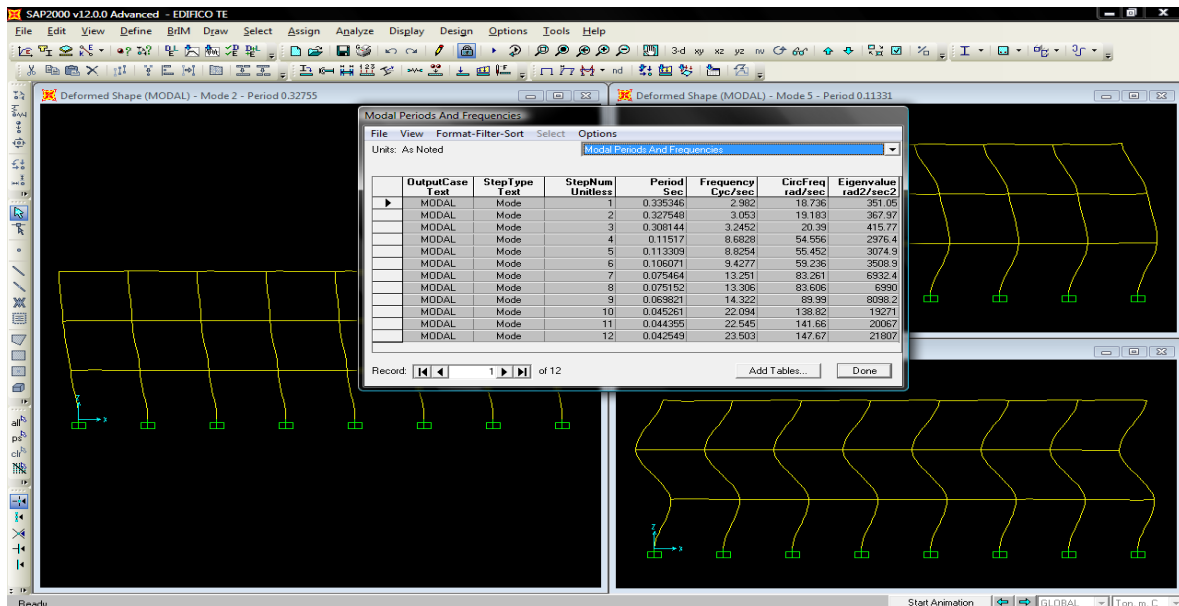 SAP2000 v12.0.0 Advanced - EDIFICO TE
File Edit View Define BrIM Draw Select Assign Analyze Display Design Options Tools Help
3-d xy xz yz nv
nd
Deformed Shape (MODAL) - Mode 2 - Period 0.32755
Deformed Shape (MODAL) - Mode 5 - Period 0.11331
Modal Periods And Frequencies
File View Format-Filter-Sort Select Options
Units: As Noted
Modal Periods And Frequencies
OutputCase StepType StepNum Period Frequency CircFreq Eigenvalue
Text Text Unitless Sec Cyc/sec rad/sec rad2/sec2
MODAL Mode 1 0.335346 2.982 18.736 351.05
MODAL Mode 2 0.327548 3.053 19.183 367.97
MODAL Mode 3 0.308144 3.2452 20.39 415.77
MODAL Mode 4 0.11517 8.6828 54.556 2976.4
MODAL Mode 5 0.113309 8.8254 55.452 3074.9
MODAL Mode 6 0.106071 9.4277 59.236 3508.9
MODAL Mode 7 0.075464 13.251 83.261 6932.4
MODAL Mode 8 0.075152 13.306 83.606 6990
MODAL Mode 9 0.069821 14.322 89.99 8098.2
MODAL Mode 10 0.045261 22.094 138.82 19271
MODAL Mode 11 0.044355 22.545 141.66 20067
MODAL Mode 12 0.042549 23.503 147.67 21807
Record: 1 of 12
Add Tables...
Done
all
ps
clr
X
Z
X
Ready
Start Animation
GLOBAL
Ton, m, C